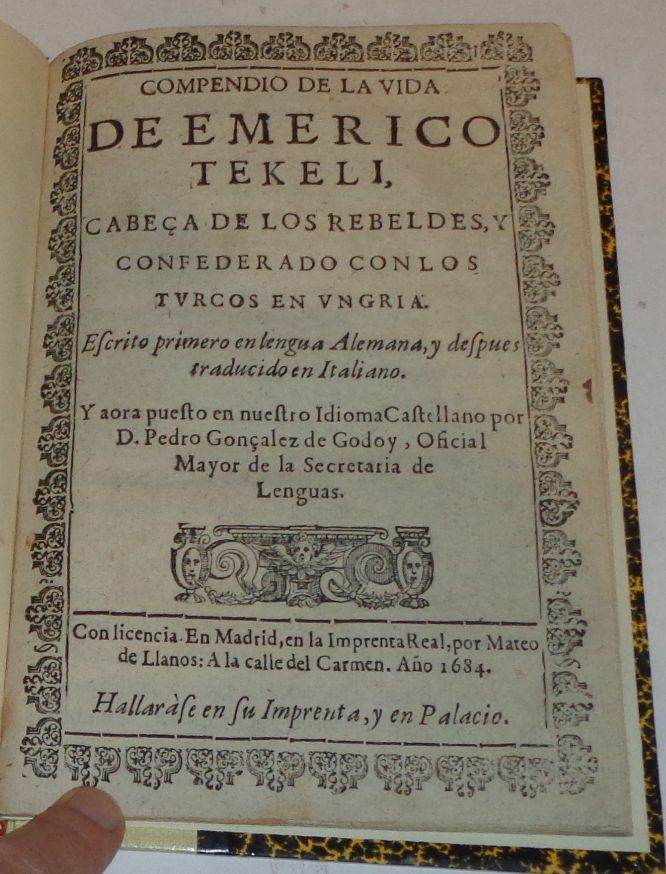 COMPENDIO DE LA VIDA.
DE EMERICO
TEKELI,
CABEÇA DE LOS REBELDES, Y
CONFEDERADO CON LOS
TVRCOS EN VNGRIA.
Eſcrito primero en lengua Alemana, y deſpues
traducido en Italiano.
Y aora pueſto en nueſtro Idioma Caſtellano por
D. Pedro Gonçalez de Godoy, Oficial
Mayor de la Secretaria de
Lenguas.
Con licencia. En Madrid, en la Imprenta Real, por Mateo
de Llanos: A la calle del Carmen. Año 1684.
Hallaràſe en ſu Imprenta, y en Palacio.